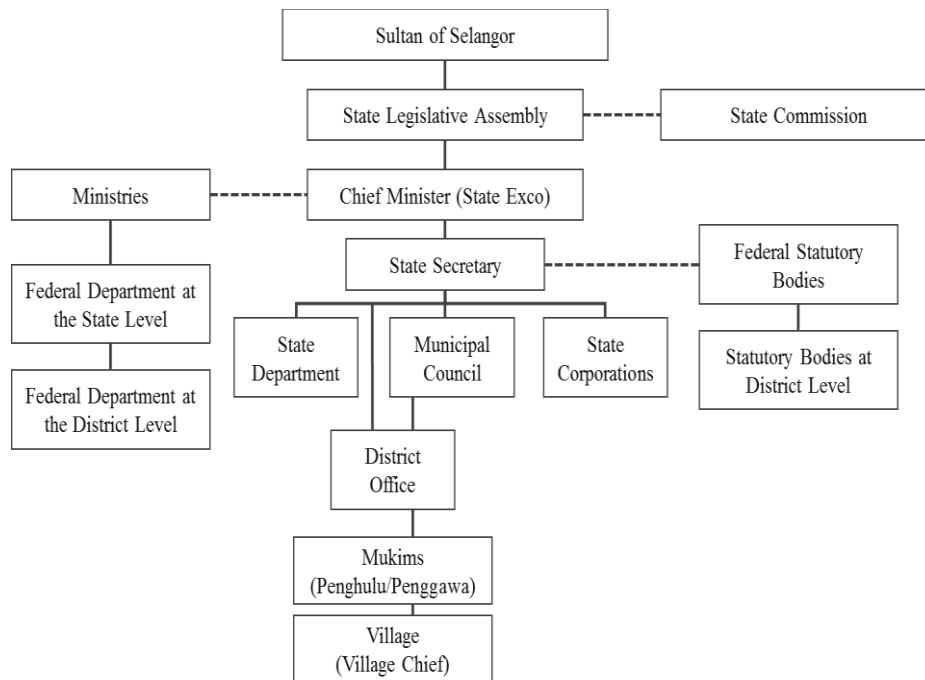 Sultan of Selangor
State Legislative Assembly
State Commission
Ministries
Chief Minister (State Exco)
State Secretary
Federal Statutory
Bodies
Federal Department at
the State Level
State
Department
Municipal
Council
State
Corporations
Statutory Bodies at
District Level
Federal Department at
the District Level
District
Office
Mukims
(Penghulu/Penggawa)
Village
(Village Chief)